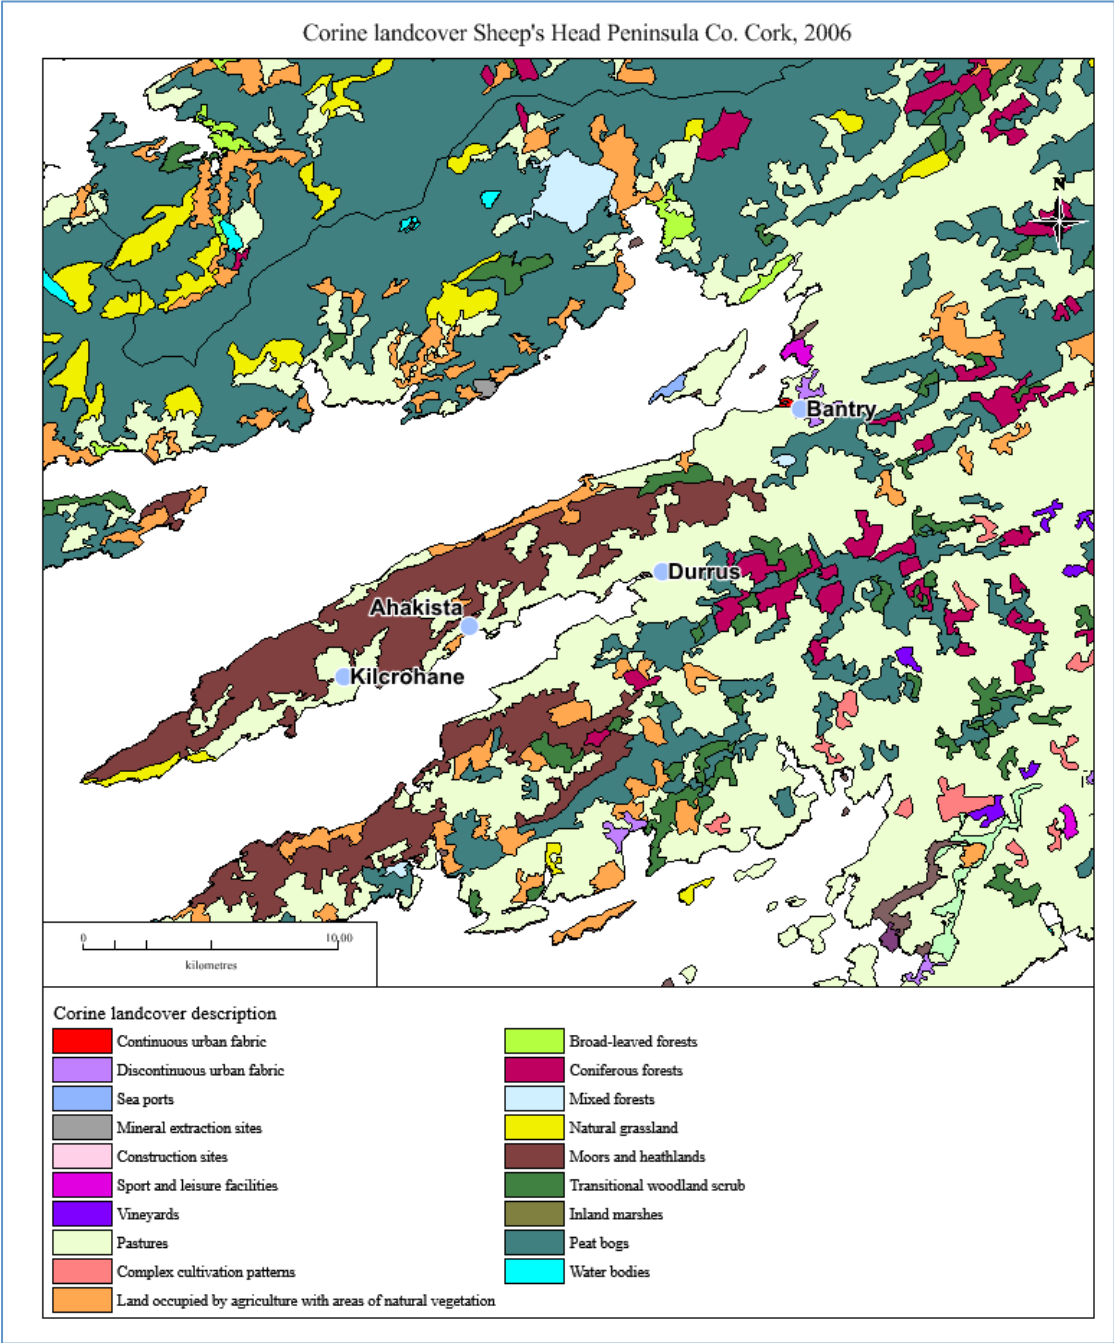 Corine landcover Sheep's Head Peninsula Co. Cork, 2006
N
Bantry
Durrus
Ahakista
Kilcrohane
0 10.00
kilometres
Corine landcover description
Continuous urban fabric
Discontinuous urban fabric
Sea ports
Mineral extraction sites
Construction sites
Sport and leisure facilities
Vineyards
Pastures
Complex cultivation patterns
Land occupied by agriculture with areas of natural vegetation
Broad-leaved forests
Coniferous forests
Mixed forests
Natural grassland
Moors and heathlands
Transitional woodland scrub
Inland marshes
Peat bogs
Water bodies